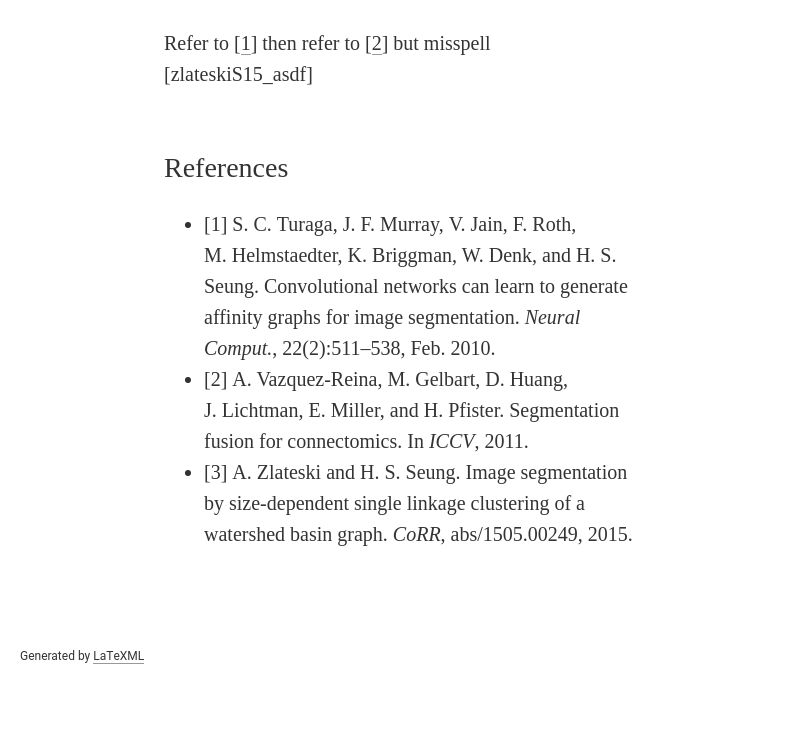 Refer to [1] then refer to [2] but misspell
[zlateskiS15_asdf]
References
• [1] S. C. Turaga, J. F. Murray, V. Jain, F. Roth,
M. Helmstaedter, K. Briggman, W. Denk, and H. S.
Seung. Convolutional networks can learn to generate
affinity graphs for image segmentation. Neural
Comput., 22(2):511–538, Feb. 2010.
• [2] A. Vazquez-Reina, M. Gelbart, D. Huang,
J. Lichtman, E. Miller, and H. Pfister. Segmentation
fusion for connectomics. In ICCV, 2011.
• [3] A. Zlateski and H. S. Seung. Image segmentation
by size-dependent single linkage clustering of a
watershed basin graph. CoRR, abs/1505.00249, 2015.
Generated by LaTeXML